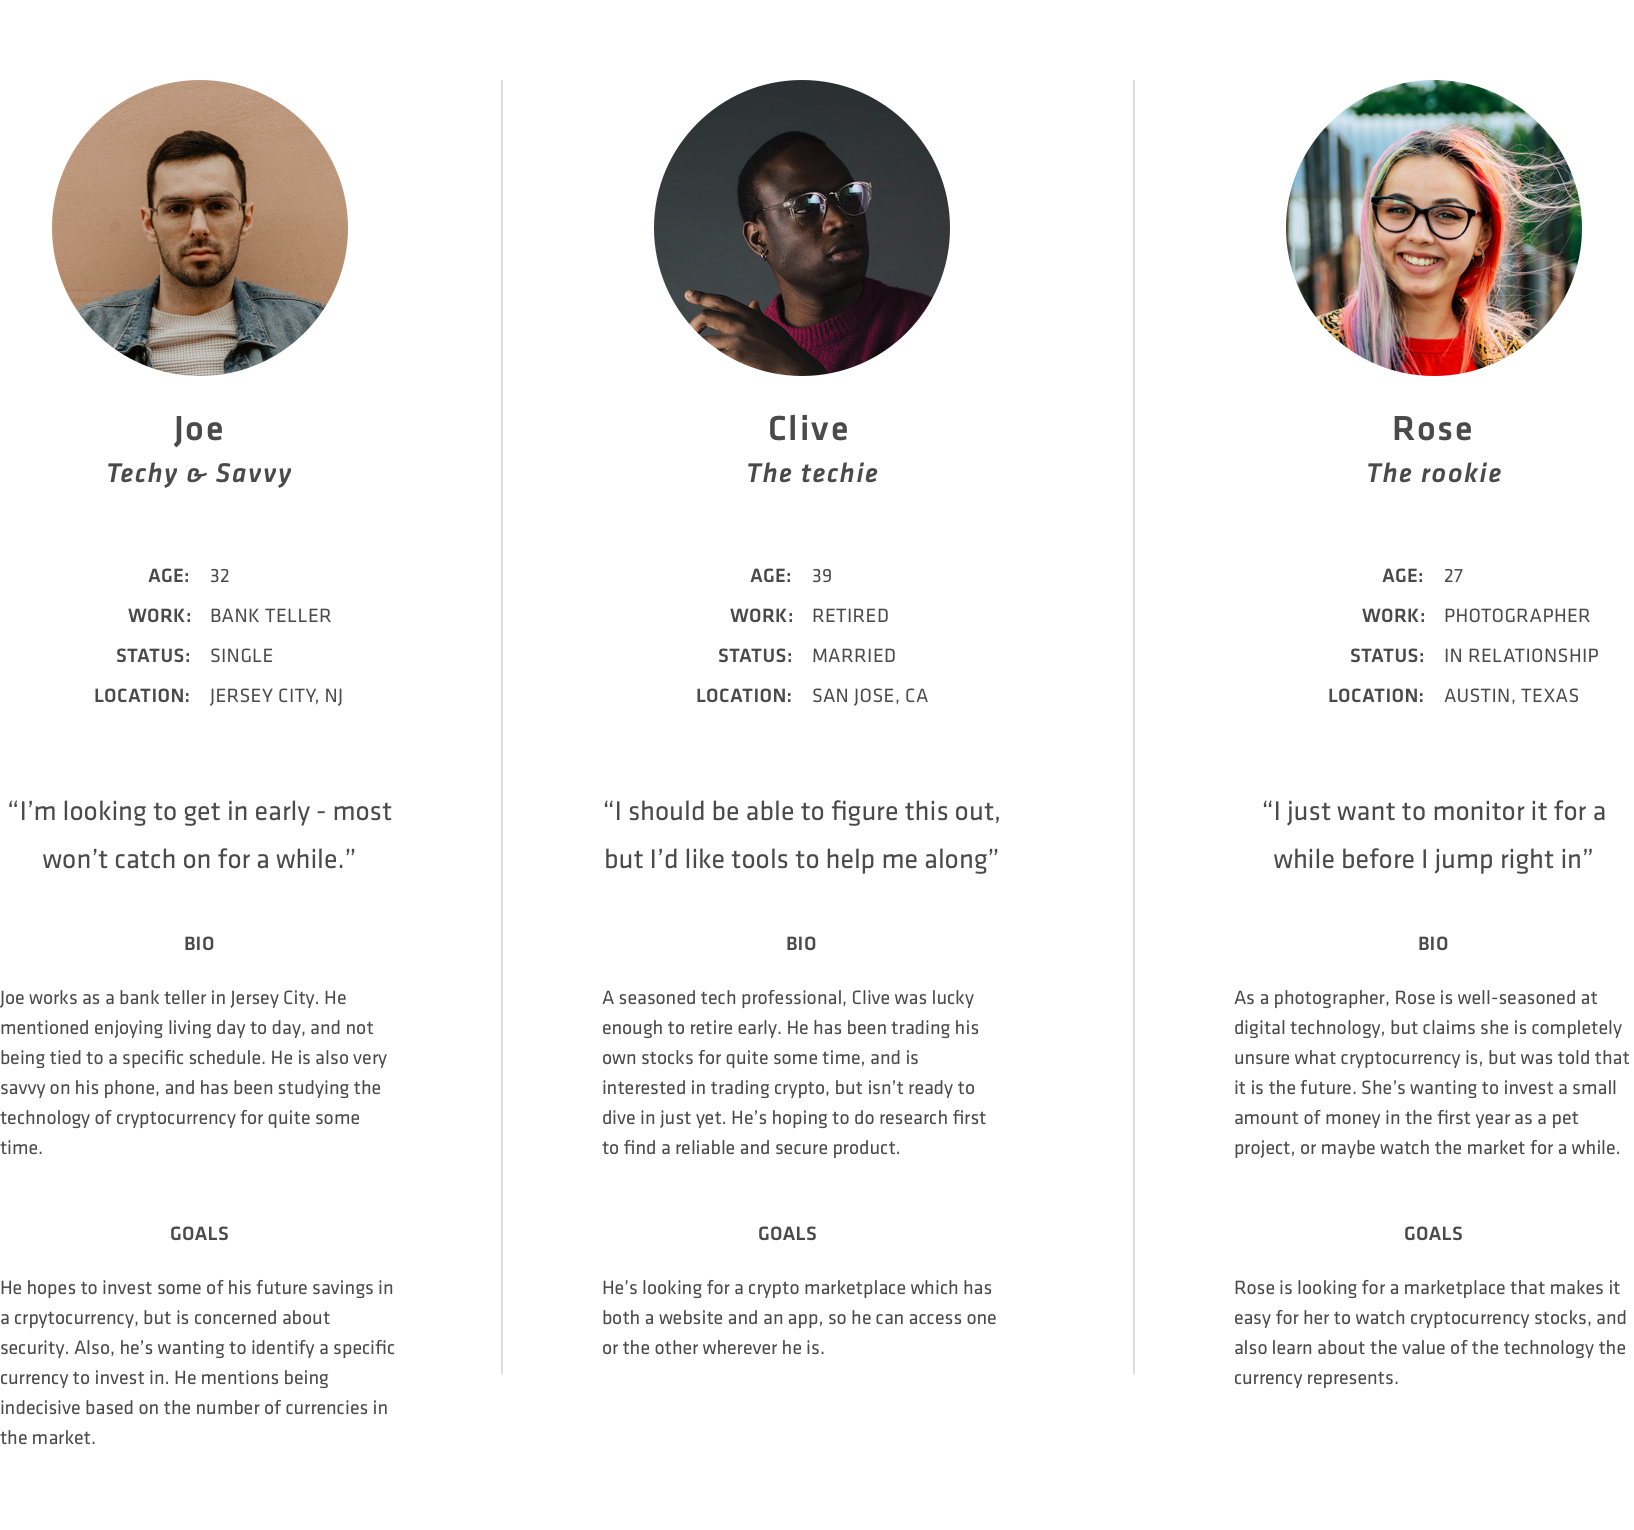 Joe
Techy & Savvy
AGE: 32
WORK: BANK TELLER
STATUS: SINGLE
LOCATION: JERSEY CITY, NJ
“I’m looking to get in early - most
won’t catch on for a while.”
BIO
Joe works as a bank teller in Jersey City. He
mentioned enjoying living day to day, and not
being tied to a specific schedule. He is also very
savvy on his phone, and has been studying the
technology of cryptocurrency for quite some
time.
GOALS
He hopes to invest some of his future savings in
a crpytocurrency, but is concerned about
security. Also, he’s wanting to identify a specific
currency to invest in. He mentions being
indecisive based on the number of currencies in
the market.
Clive
The techie
AGE: 39
WORK: RETIRED
STATUS: MARRIED
LOCATION: SAN JOSE, CA
“I should be able to figure this out,
but I’d like tools to help me along”
BIO
A seasoned tech professional, Clive was lucky
enough to retire early. He has been trading his
own stocks for quite some time, and is
interested in trading crypto, but isn’t ready to
dive in just yet. He’s hoping to do research first
to find a reliable and secure product.
GOALS
He’s looking for a crypto marketplace which has
both a website and an app, so he can access one
or the other wherever he is.
Rose
The rookie
AGE: 27
WORK: PHOTOGRAPHER
STATUS: IN RELATIONSHIP
LOCATION: AUSTIN, TEXAS
“I just want to monitor it for a
while before I jump right in”
BIO
As a photographer, Rose is well-seasoned at
digital technology, but claims she is completely
unsure what cryptocurrency is, but was told that
it is the future. She’s wanting to invest a small
amount of money in the first year as a pet
project, or maybe watch the market for a while.
GOALS
Rose is looking for a marketplace that makes it
easy for her to watch cryptocurrency stocks, and
also learn about the value of the technology the
currency represents.